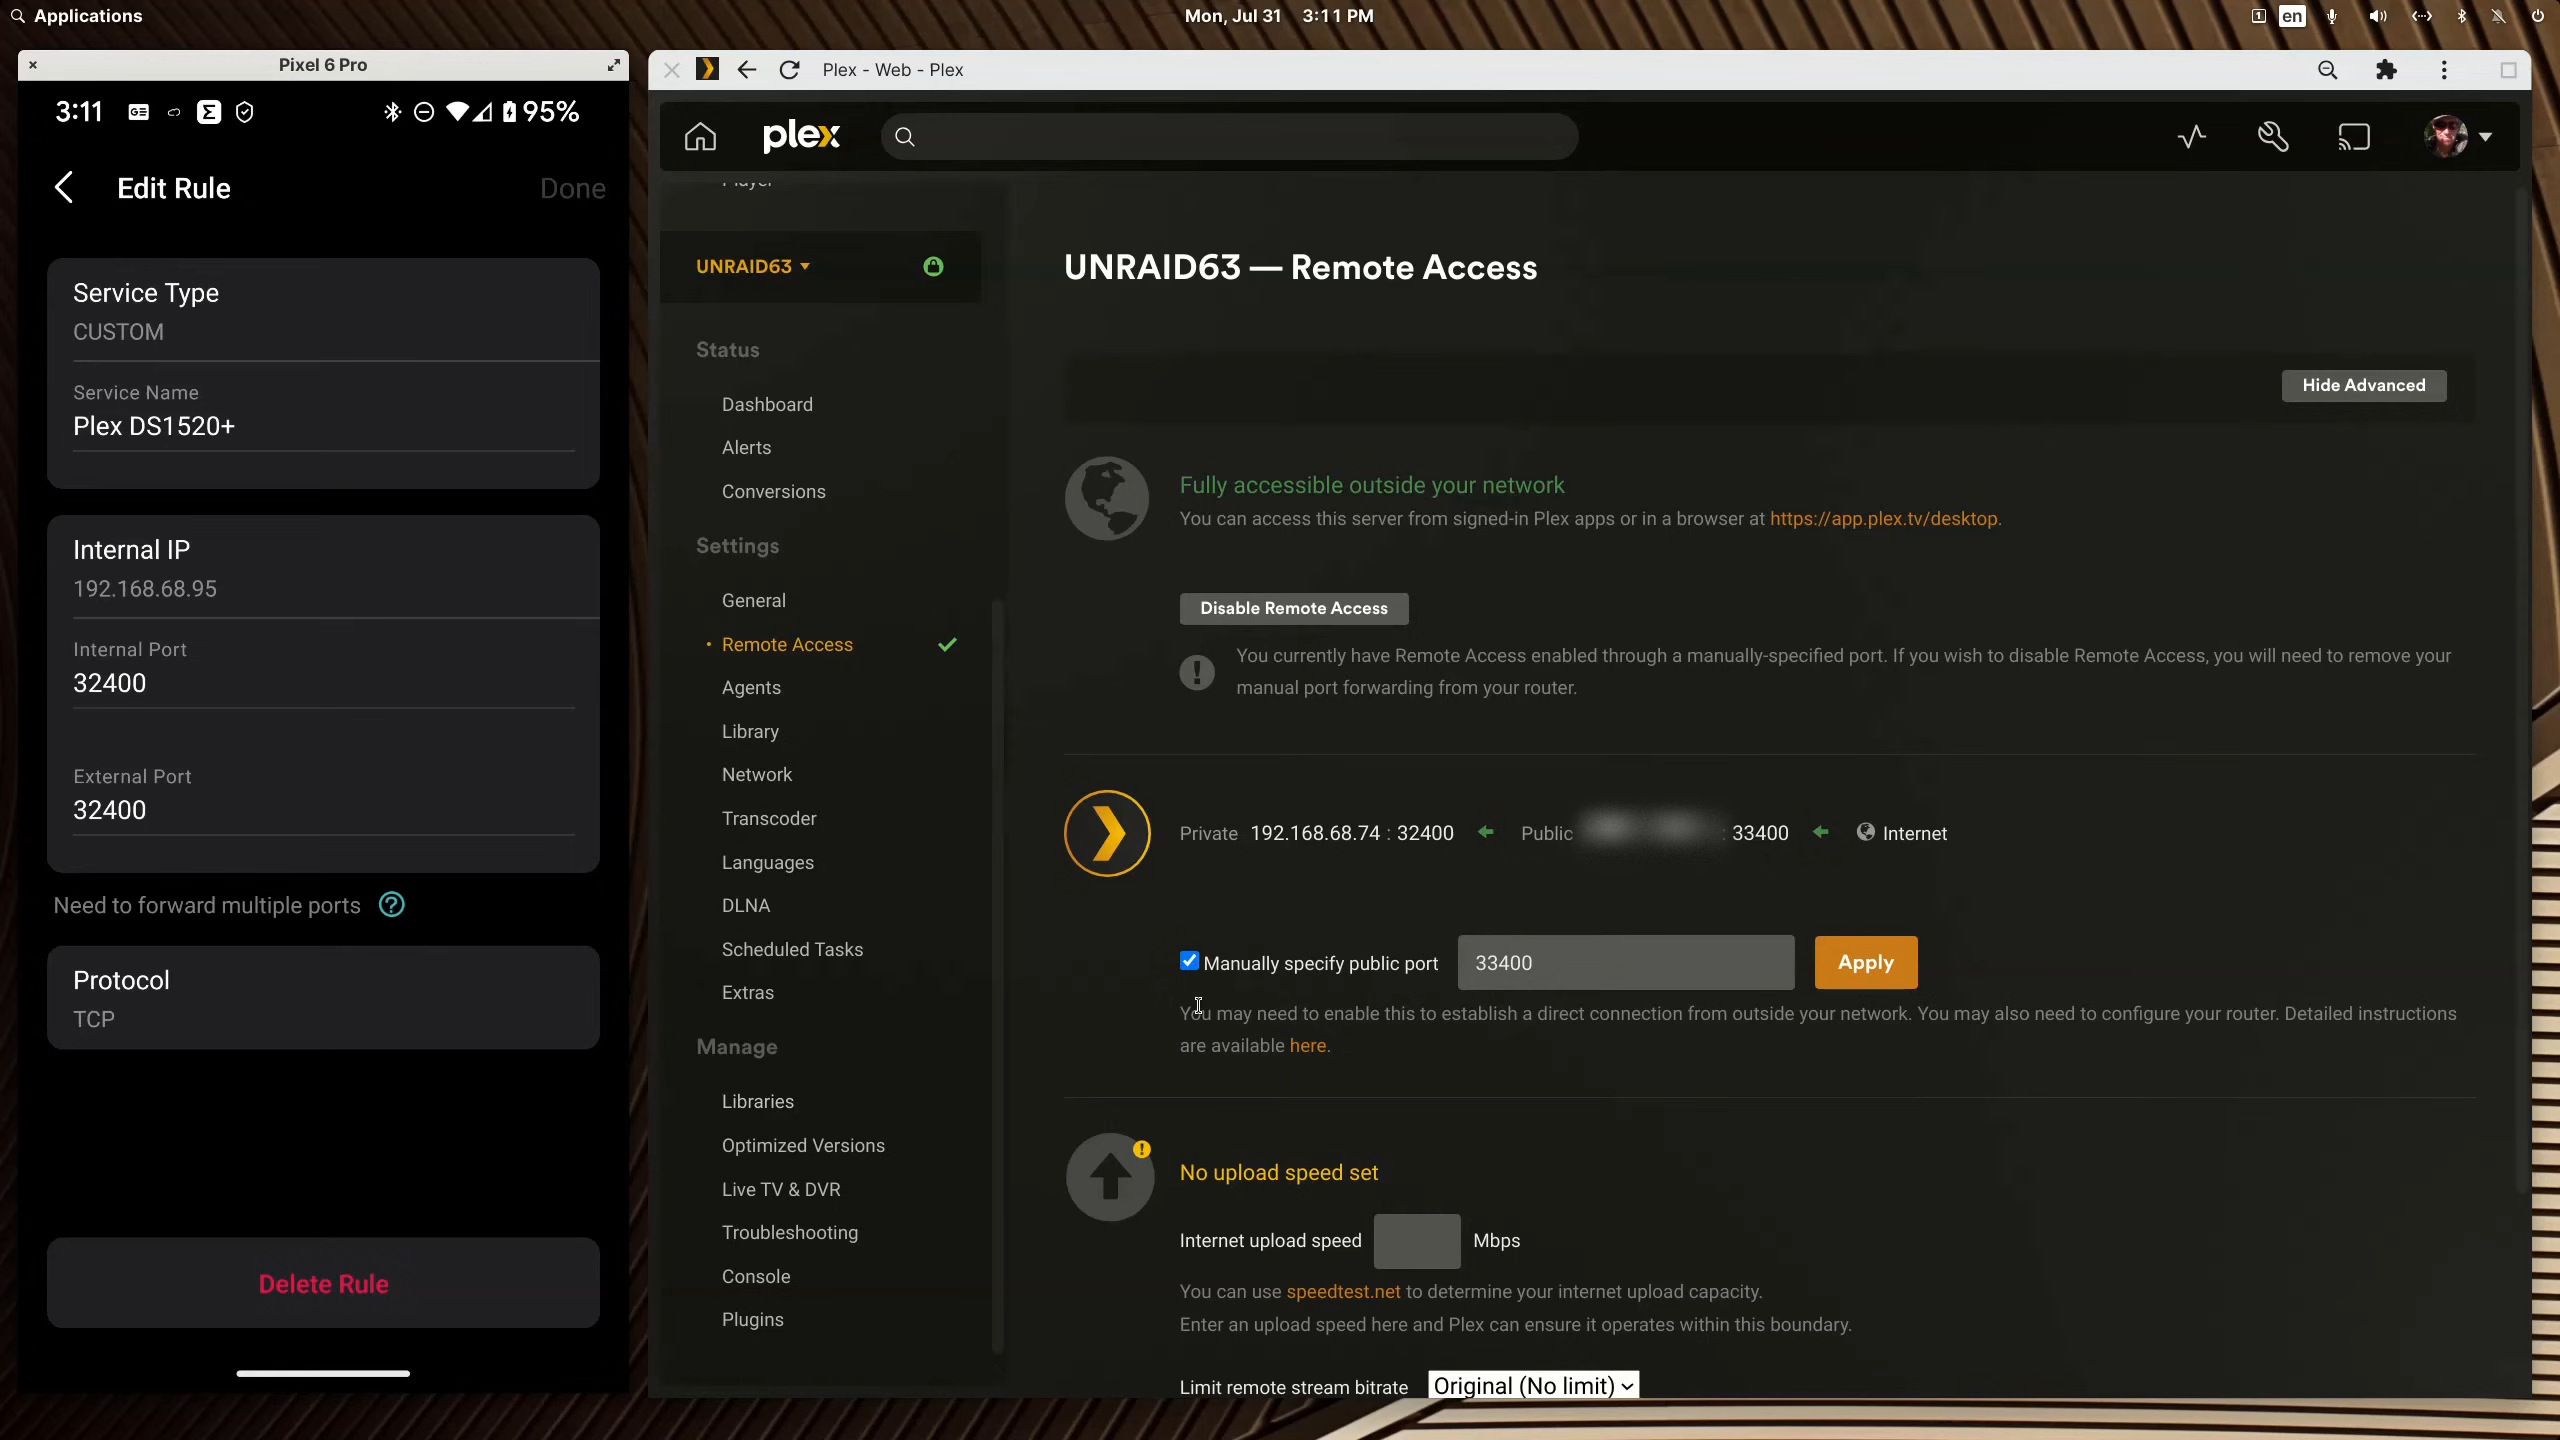 Applications
Mon, Jul 31 3:11 PM
1 en
Pixel 6 Pro
3:11 GE 95%
Edit Rule
Done
Service Type
CUSTOM
Service Name
Plex DS1520+
Internal IP
192.168.68.95
Internal Port
32400
External Port
32400
Need to forward multiple ports ?
Protocol
TCP
Delete Rule
Plex - Web - Plex
plex
Player
UNRAID63
Status
Dashboard
Alerts
Conversions
Settings
General
• Remote Access
Agents
Library
Network
Transcoder
Languages
DLNA
Scheduled Tasks
Extras
Manage
Libraries
Optimized Versions
Live TV & DVR
Troubleshooting
Console
Plugins
UNRAID63 — Remote Access
Hide Advanced
Fully accessible outside your network
You can access this server from signed-in Plex apps or in a browser at https://app.plex.tv/desktop.
Disable Remote Access
You currently have Remote Access enabled through a manually-specified port. If you wish to disable Remote Access, you will need to remove your
manual port forwarding from your router.
Private 192.168.68.74 : 32400 Public : 33400 Internet
Manually specify public port 33400 Apply
You may need to enable this to establish a direct connection from outside your network. You may also need to configure your router. Detailed instructions
are available here.
No upload speed set
Internet upload speed Mbps
You can use speedtest.net to determine your internet upload capacity.
Enter an upload speed here and Plex can ensure it operates within this boundary.
Limit remote stream bitrate Original (No limit)